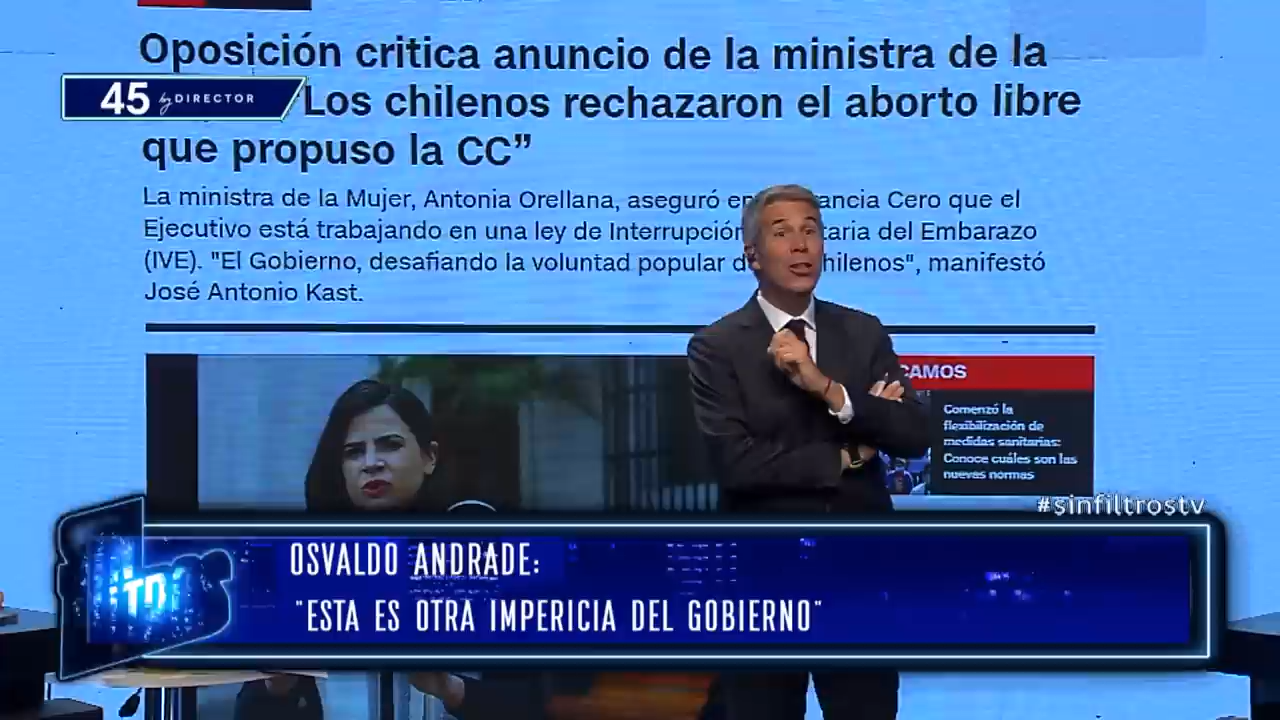 Oposición critica anuncio de la ministra de la
45 by DIRECTOR
Los chilenos rechazaron el aborto libre
que propuso la CC”
La ministra de la Mujer, Antonia Orellana, aseguró en ancia Cero que el
Ejecutivo está trabajando en una ley de Interrupción taria del Embarazo
(IVE). "El Gobierno, desafiando la voluntad popular d hilenos", manifestó
José Antonio Kast.
CAMOS
Comenzó la
flexibilización de
medidas sanitarias:
Conoce cuáles son las
nuevas normas
#sinfiltrostv
OSVALDO ANDRADE:
"ESTA ES OTRA IMPERICIA DEL GOBIERNO"